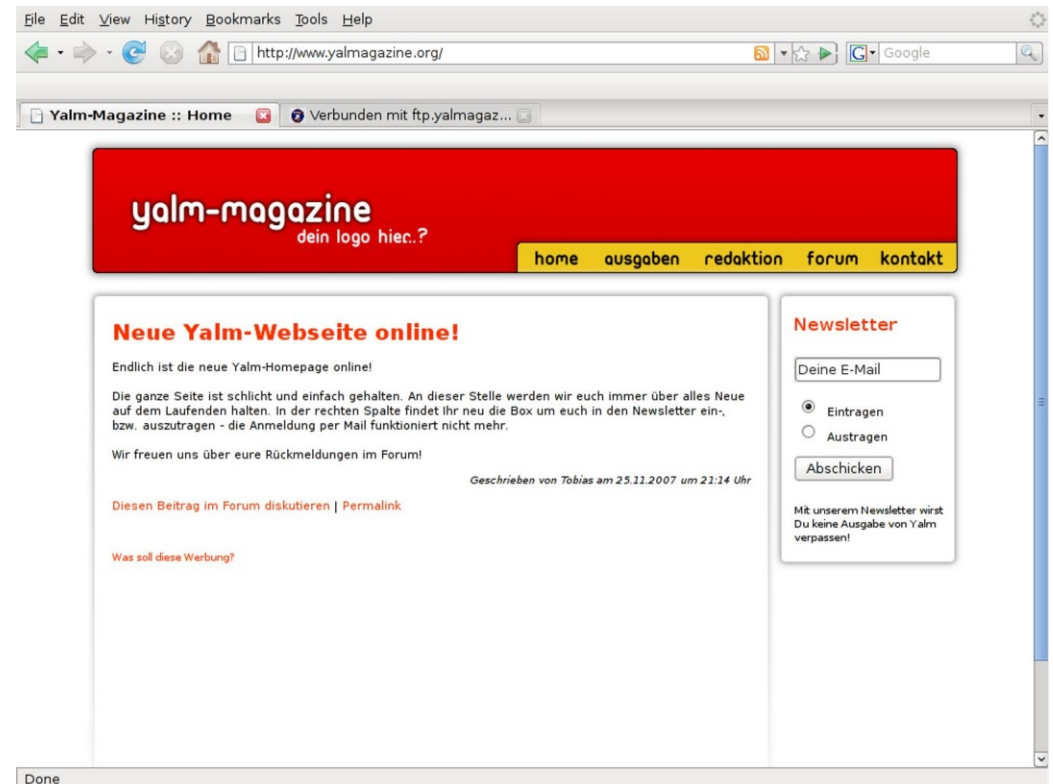 File Edit View History Bookmarks Tools Help
http://www.yalmagazine.org/ G Google
Yalm-Magazine :: Home Verbunden mit ftp.yalmagaz...
yalm-magazine
dein logo hier..?
home ausgaben redaktion forum kontakt
Neue Yalm-Webseite online!
Endlich ist die neue Yalm-Homepage online!
Die ganze Seite ist schlicht und einfach gehalten. An dieser Stelle werden wir euch immer über alles Neue
auf dem Laufenden halten. In der rechten Spalte findet Ihr neu die Box um euch in den Newsletter ein-,
bzw. auszutragen - die Anmeldung per Mail funktioniert nicht mehr.
Wir freuen uns über eure Rückmeldungen im Forum!
Geschrieben von Tobias am 25.11.2007 um 21:14 Uhr
Diesen Beitrag im Forum diskutieren | Permalink
Was soll diese Werbung?
Newsletter
Deine E-Mail
Eintragen
Austragen
Abschicken
Mit unserem Newsletter wirst
Du keine Ausgabe von Yalm
verpassen!
Done